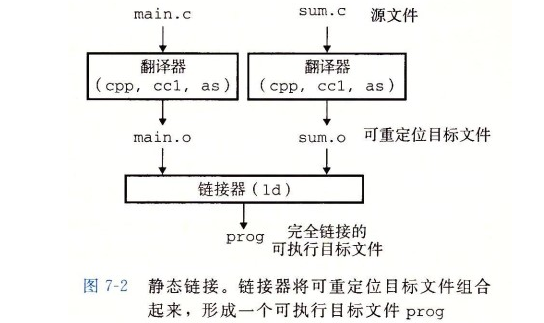 main.c
sum.c
源文件
翻译器
(cpp, cc1, as)
翻译器
(cpp, cc1, as)
main.o
sum.o
可重定位目标文件
链接器(ld)
prog
完全链接的
可执行目标文件
图 7-2 静态链接。链接器将可重定位目标文件组合
起来，形成一个可执行目标文件 prog